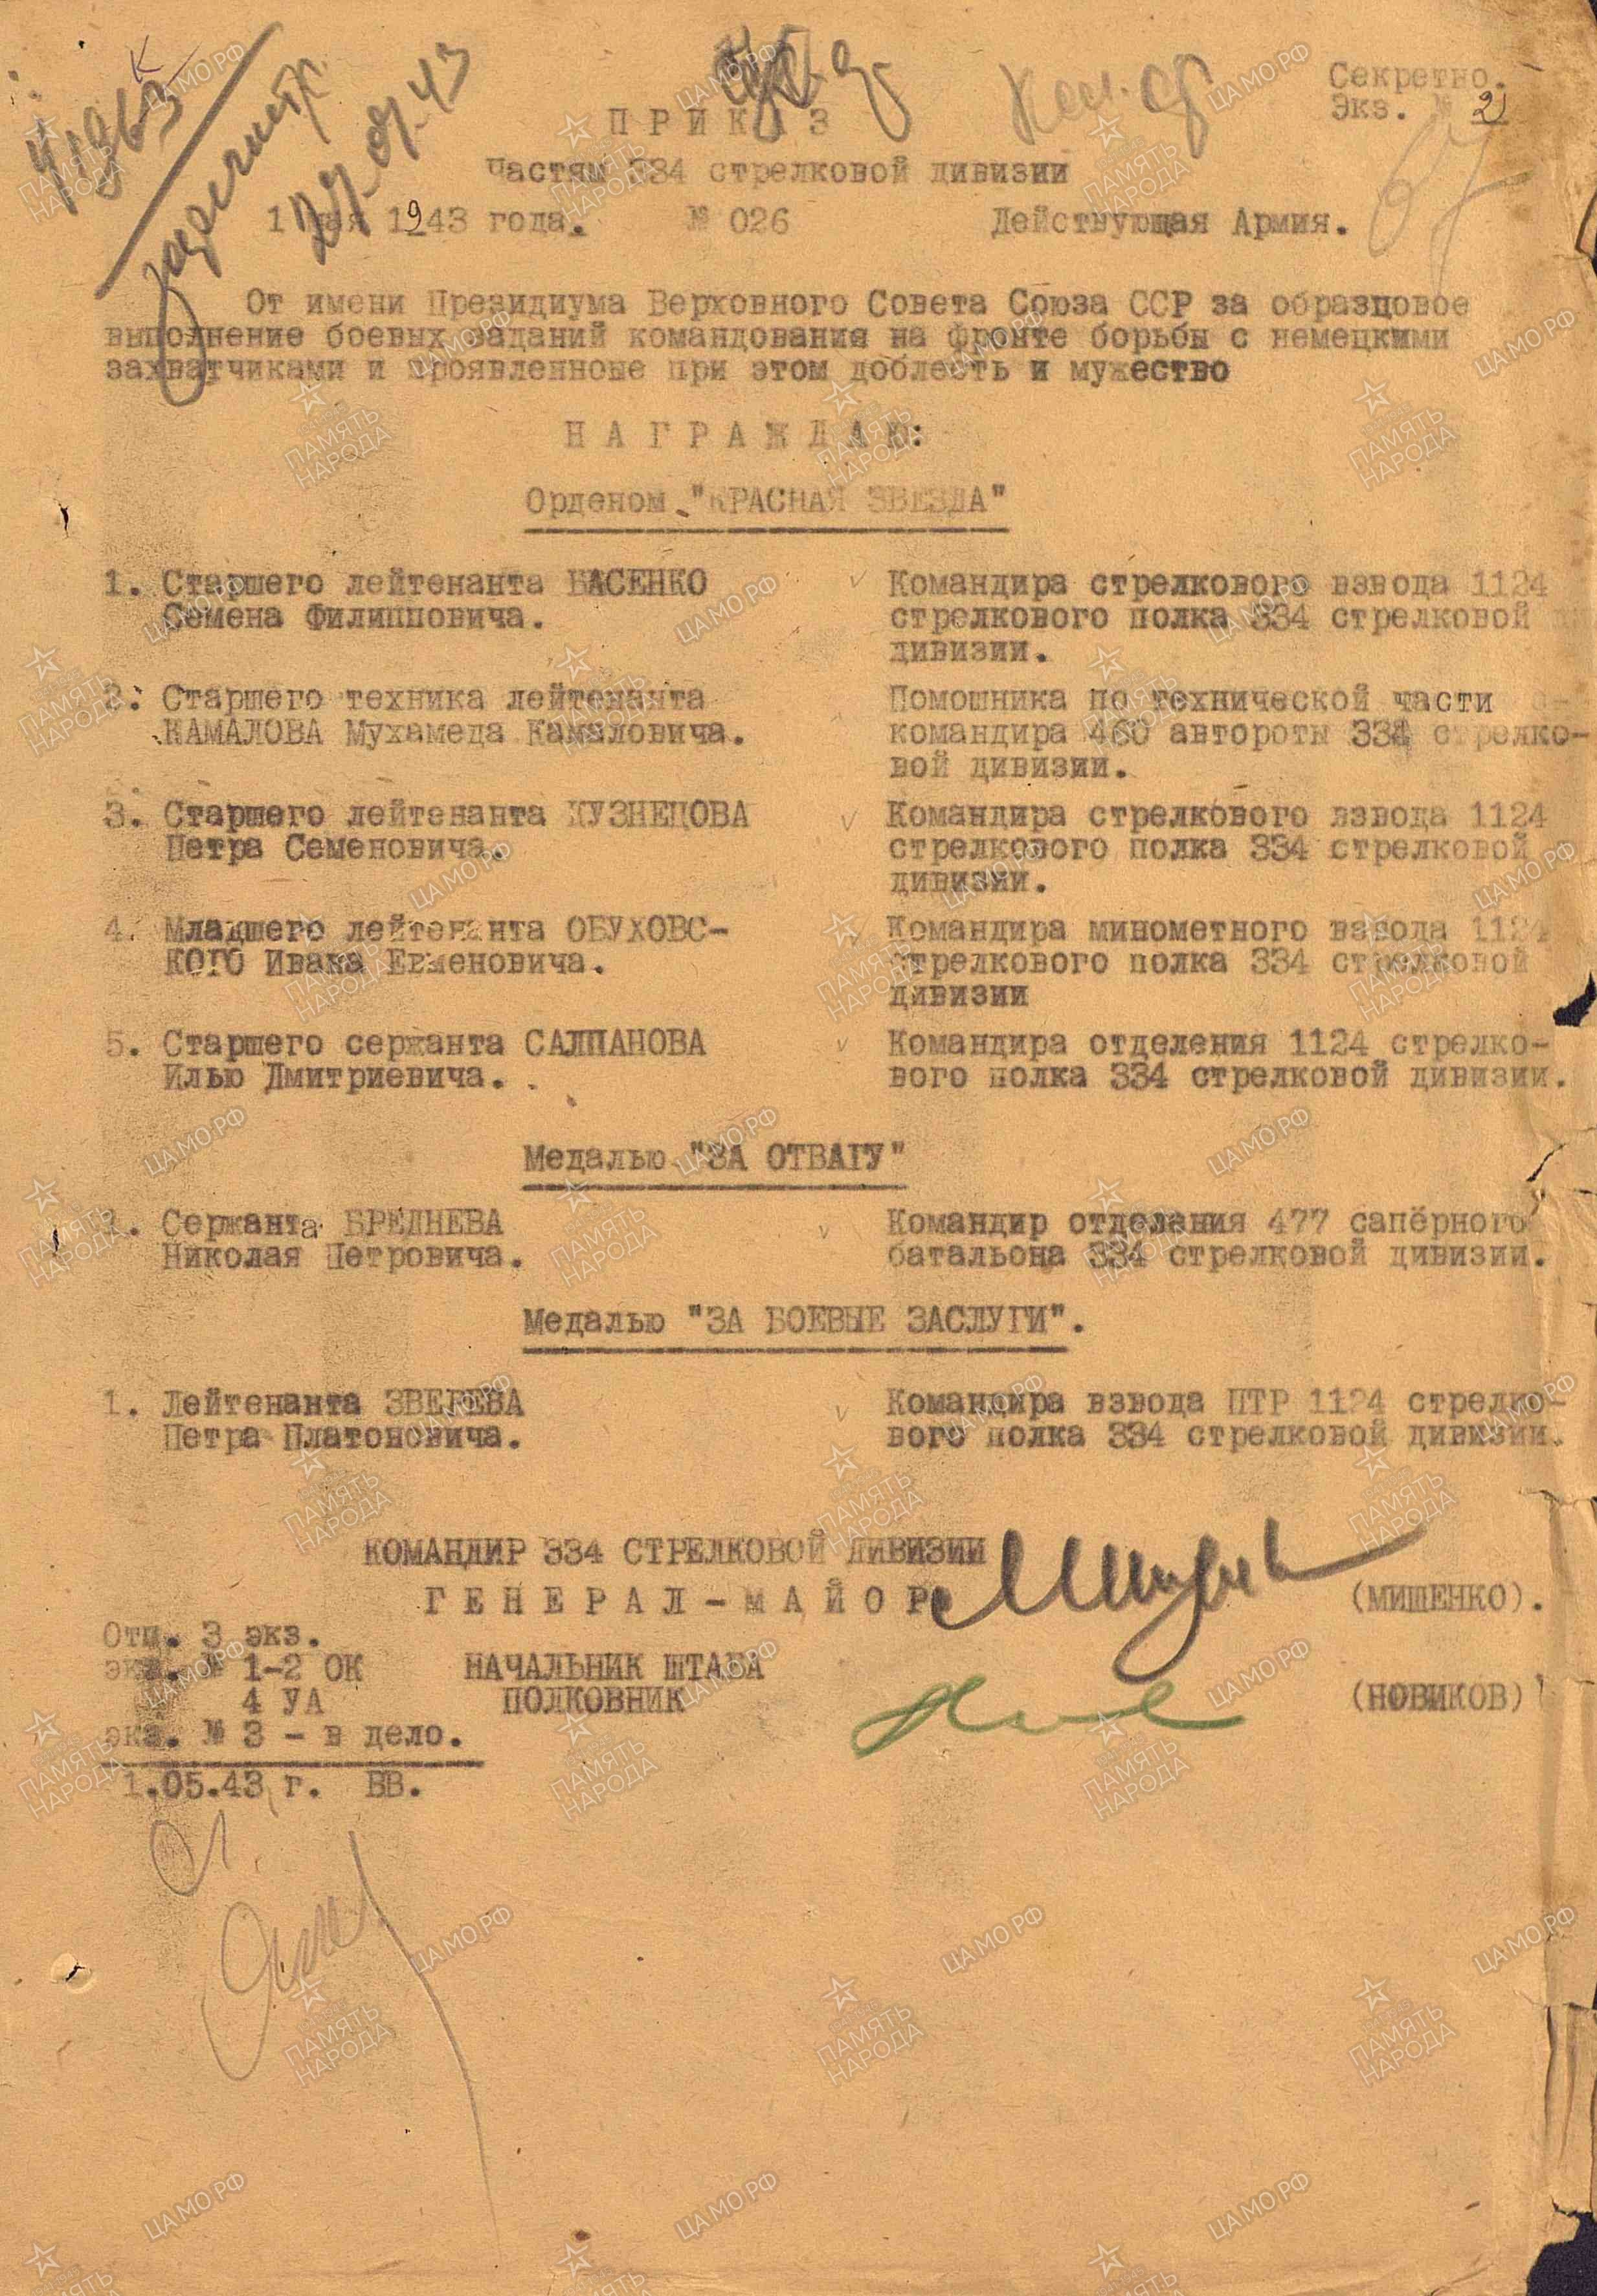 Секретно.
Экз. № 2
П Р И К А З
Частям 334 стрелковой дивизии
1 мая 1943 года. № 026 Действующая Армия.
От имени Президиума Верховного Совета Союза ССР за образцовое
выполнение боевых заданий командования на фронте борьбы с немецкими
захватчиками и проявленноые при этом доблесть и мужество
Н А Г Р А Ж Д А Ю:
Орденом "КРАСНАЯ ЗВЕЗДА"
1. Старшего лейтенанта БАСЕНКО Командира стрелкового взвода 1124
Семена Филипповича. стрелкового полка 334 стрелковой
дивизии.
2. Старшего техника лейтенанта Помошника по технической части
КАМАЛОВА Мухамеда Камаловича. командира 460 автороты 334 стрелко-
вой дивизии.
3. Старшего лейтенанта КУЗНЕЦОВА Командира стрелкового взвода 1124
Петра Семеновича. стрелкового полка 334 стрелковой
дивизии.
4. Младшего лейтенанта ОБУХОВС- Командира минометного взвода 1124
КОГО Ивана Евменовича. стрелкового полка 334 стрелковой
дивизии
5. Старшего сержанта САЛПАНОВА Командира отделения 1124 стрелко-
Илью Дмитриевича. вого полка 334 стрелковой дивизии.
Медалью "ЗА ОТВАГУ"
1. Сержанта БРЕДНЕВА Командир отделения 477 сапёрного
Николая Петровича. батальона 334 стрелковой дивизии.
Медалью "ЗА БОЕВЫЕ ЗАСЛУГИ".
1. Лейтенанта ЗВЕРЕВА Командира взвода ПТР 1124 стрелко-
Петра Платоновича. вого полка 334 стрелковой дивизии.
КОМАНДИР 334 СТРЕЛКОВОЙ ДИВИЗИИ
Г Е Н Е Р А Л - М А Й О Р (МИШЕНКО).
Отп. 3 экз.
экз. № 1-2 ОК НАЧАЛЬНИК ШТАБА
4 УА ПОЛКОВНИК (НОВИКОВ)
экз. № 3 - в дело.
1.05.43 г. ВВ.